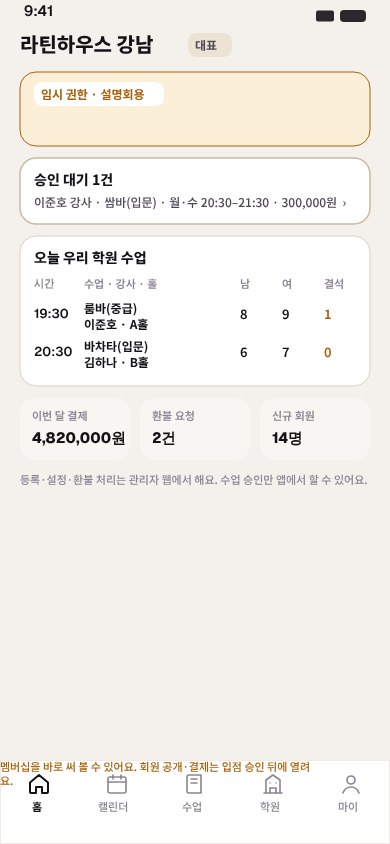 9:41
라틴하우스 강남 대표
임시 권한 · 설명회용
승인 대기 1건
이준호 강사 · 쌈바(입문) · 월·수 20:30–21:30 · 300,000원 ›
오늘 우리 학원 수업
시간 수업 · 강사 · 홀 남 여 결석
19:30 룸바(중급) 8 9 1
이준호 · A홀
20:30 바차타(입문) 6 7 0
김하나 · B홀
이번 달 결제 환불 요청 신규 회원
4,820,000원 2건 14명
등록·설정·환불 처리는 관리자 웹에서 해요. 수업 승인만 앱에서 할 수 있어요.
멤버십을 바로 써 볼 수 있어요. 회원 공개·결제는 입점 승인 뒤에 열려
요.
홈 캘린더 수업 학원 마이